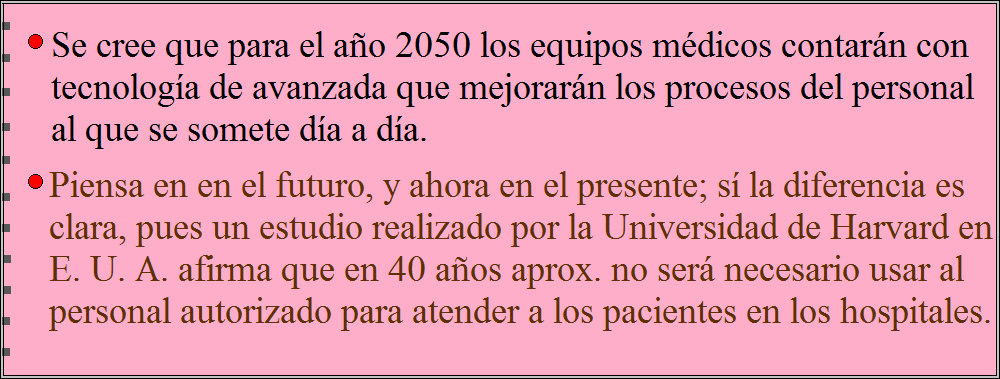 Se cree que para el año 2050 los equipos médicos contarán con
tecnología de avanzada que mejorarán los procesos del personal
al que se somete día a día.
Piensa en en el futuro, y ahora en el presente; sí la diferencia es
clara, pues un estudio realizado por la Universidad de Harvard en
E. U. A. afirma que en 40 años aprox. no será necesario usar al
personal autorizado para atender a los pacientes en los hospitales.